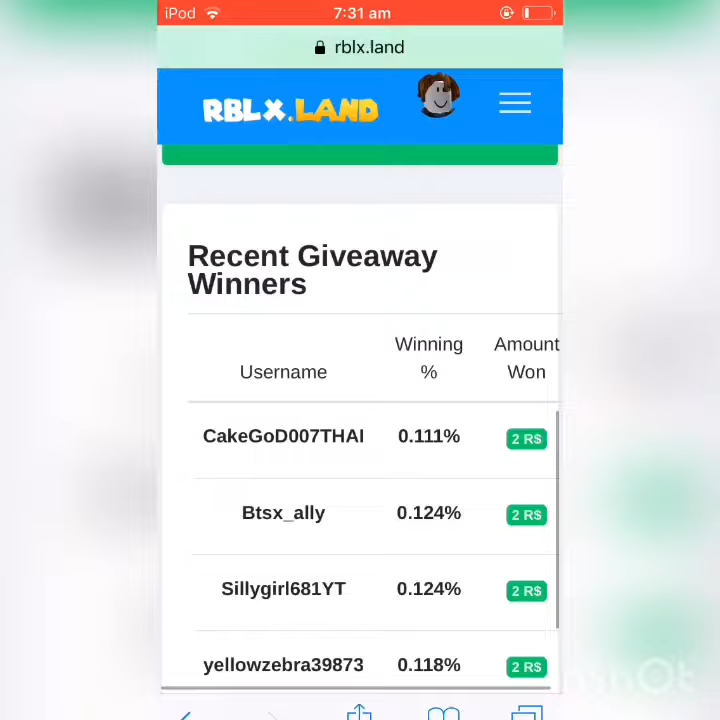 iPod 7:31 am
rblx.land
RBLX.LAND
Recent Giveaway
Winners
Username Winning % Amount Won
CakeGoD007THAI 0.111% 2 R$
Btsx_ally 0.124% 2 R$
Sillygirl681YT 0.124% 2 R$
yellowzebra39873 0.118% 2 R$